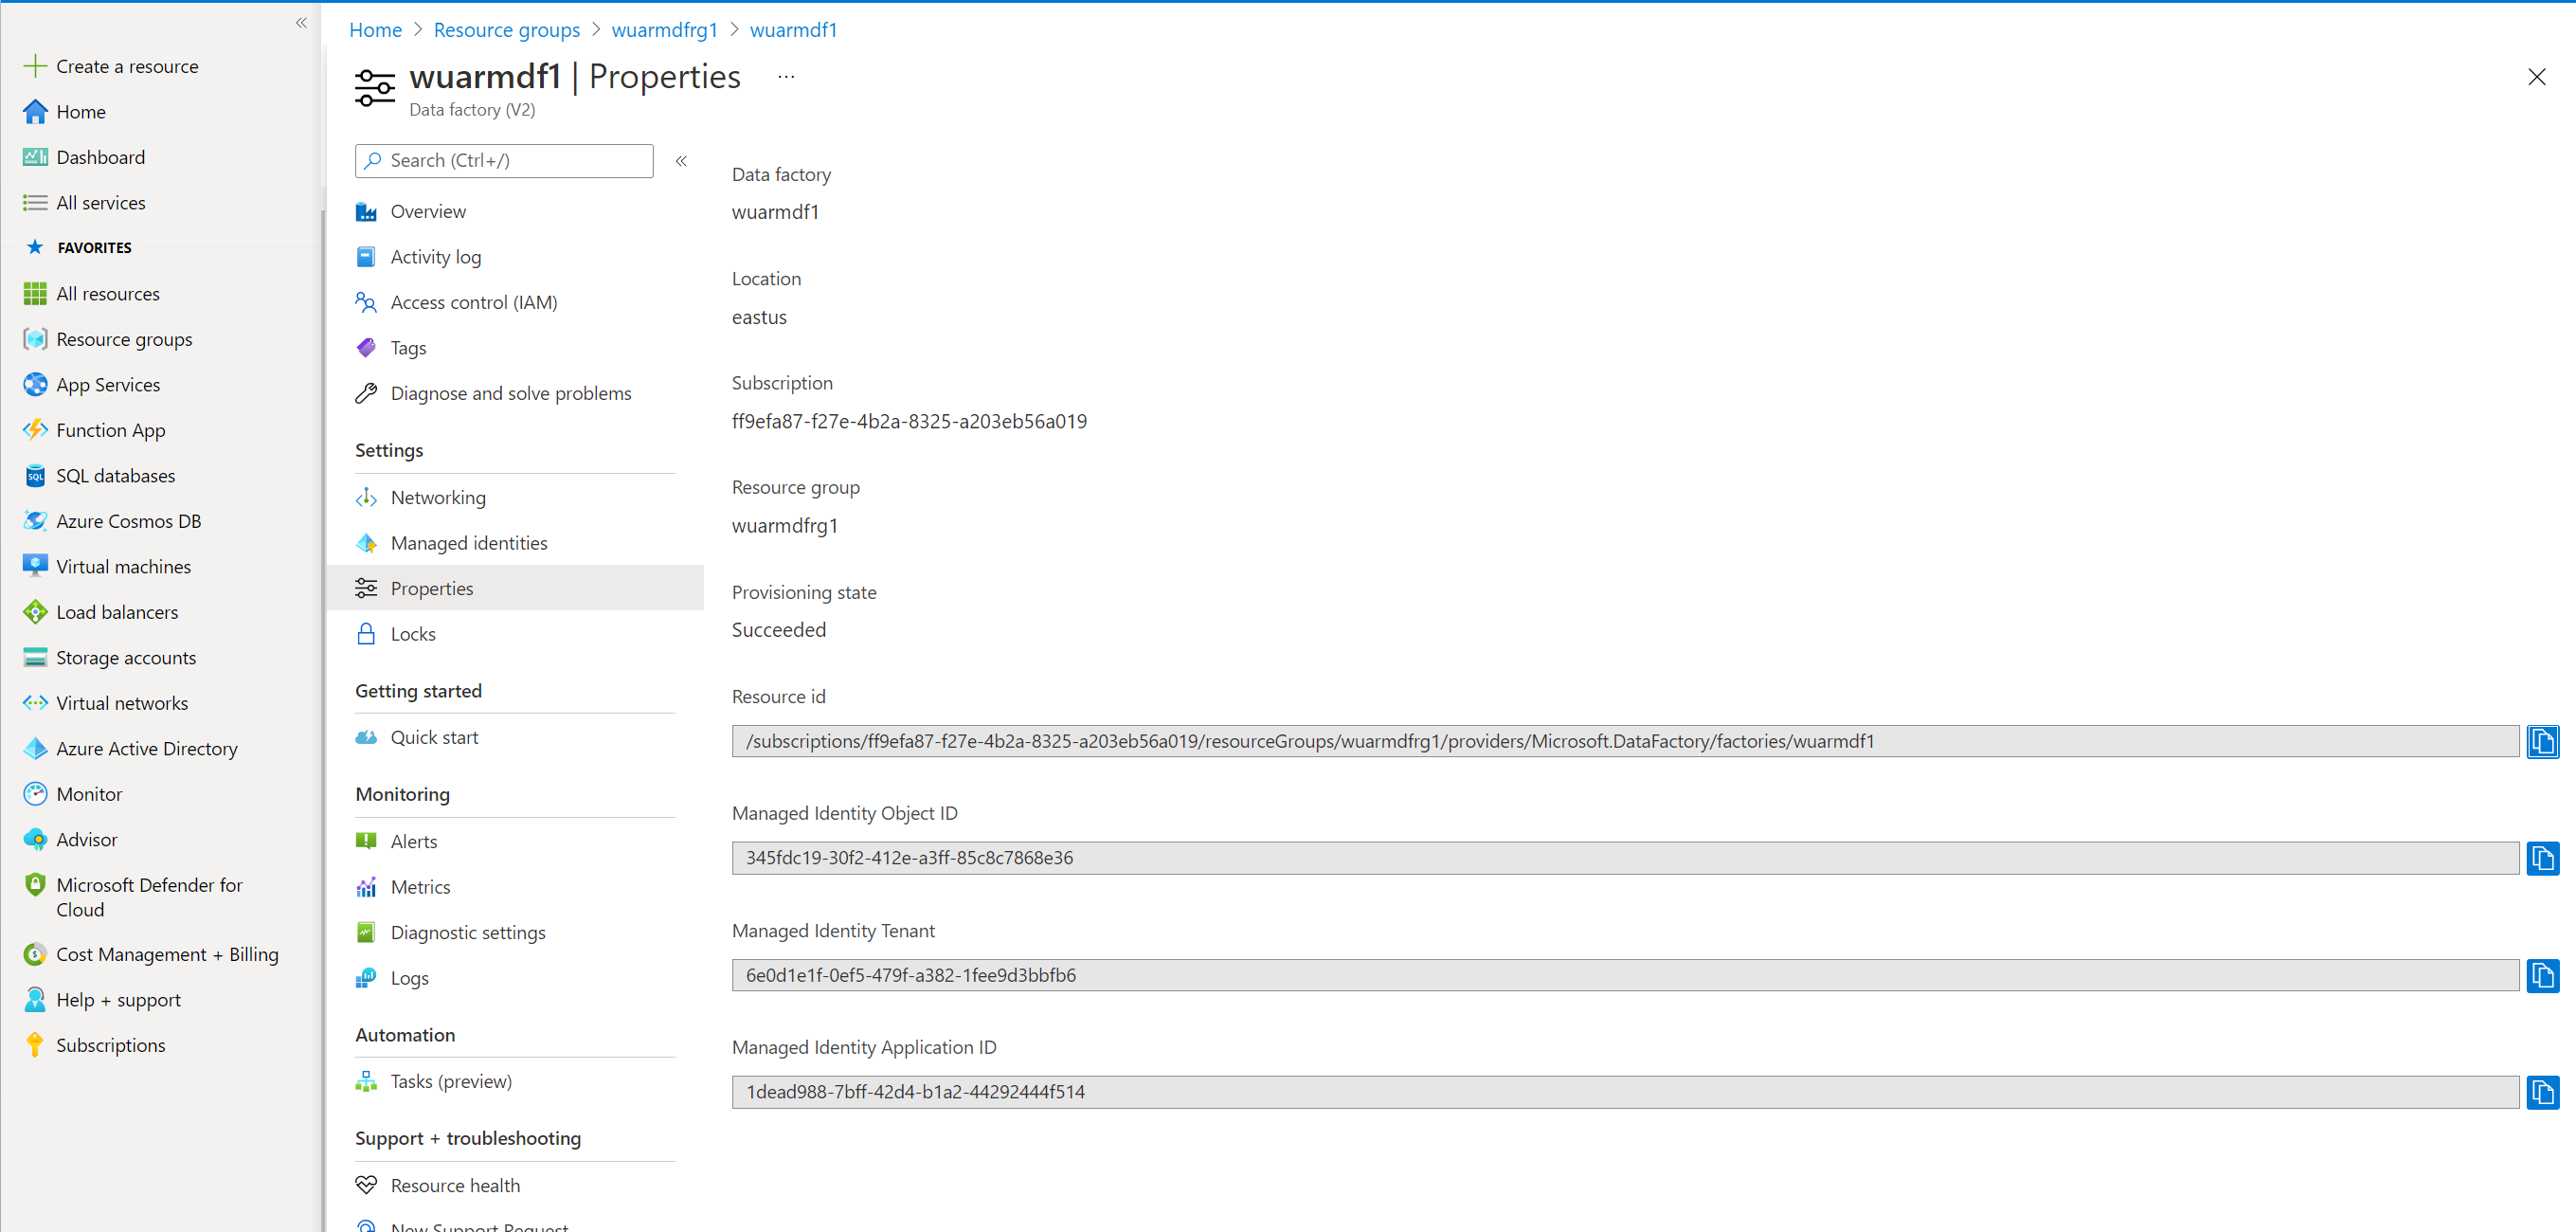 Home > Resource groups > wuarmdfrg1 > wuarmdf1
wuarmdf1 | Properties ...
Data factory (V2)
Create a resource
Home
Dashboard
All services
FAVORITES
All resources
Resource groups
App Services
Function App
SQL databases
Azure Cosmos DB
Virtual machines
Load balancers
Storage accounts
Virtual networks
Azure Active Directory
Monitor
Advisor
Microsoft Defender for
Cloud
Cost Management + Billing
Help + support
Subscriptions
Search (Ctrl+/)
Overview
Activity log
Access control (IAM)
Tags
Diagnose and solve problems
Settings
Networking
Managed identities
Properties
Locks
Getting started
Quick start
Monitoring
Alerts
Metrics
Diagnostic settings
Logs
Automation
Tasks (preview)
Support + troubleshooting
Resource health
New Support Request
Data factory
wuarmdf1
Location
eastus
Subscription
ff9efa87-f27e-4b2a-8325-a203eb56a019
Resource group
wuarmdfrg1
Provisioning state
Succeeded
Resource id
/subscriptions/ff9efa87-f27e-4b2a-8325-a203eb56a019/resourceGroups/wuarmdfrg1/providers/Microsoft.DataFactory/factories/wuarmdf1
Managed Identity Object ID
345fdc19-30f2-412e-a3ff-85c8c7868e36
Managed Identity Tenant
6e0d1e1f-0ef5-479f-a382-1fee9d3bbfb6
Managed Identity Application ID
1dead988-7bff-42d4-b1a2-44292444f514